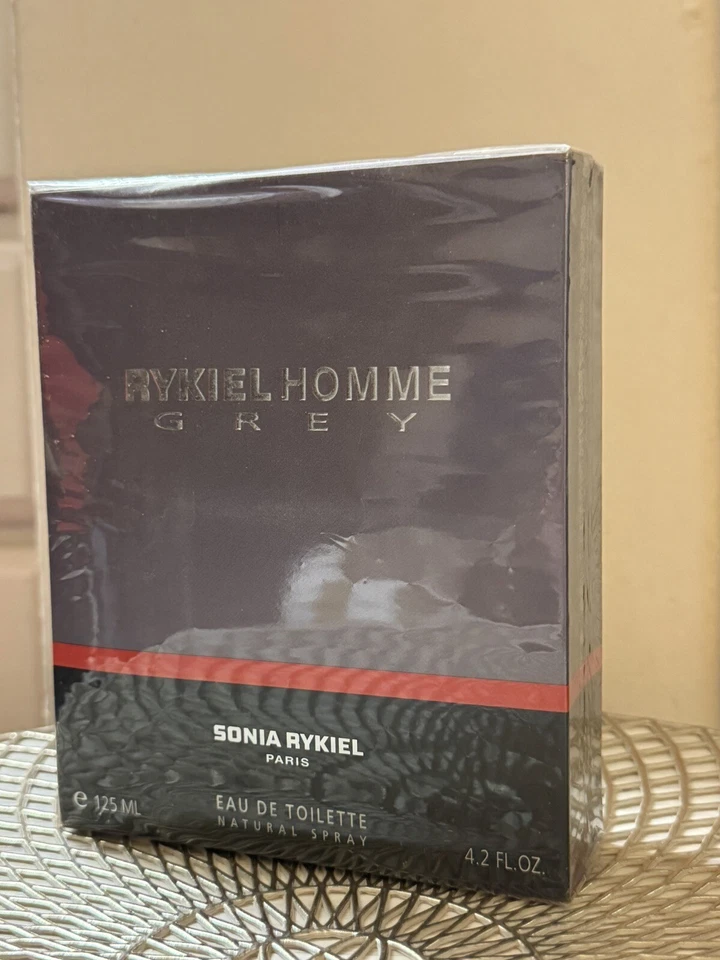 RYKIEL HOMME
GREY
SONIA RYKIEL
PARIS
e 125 ML
EAU DE TOILETTE
NATURAL SPRAY
4.2 FL.OZ.